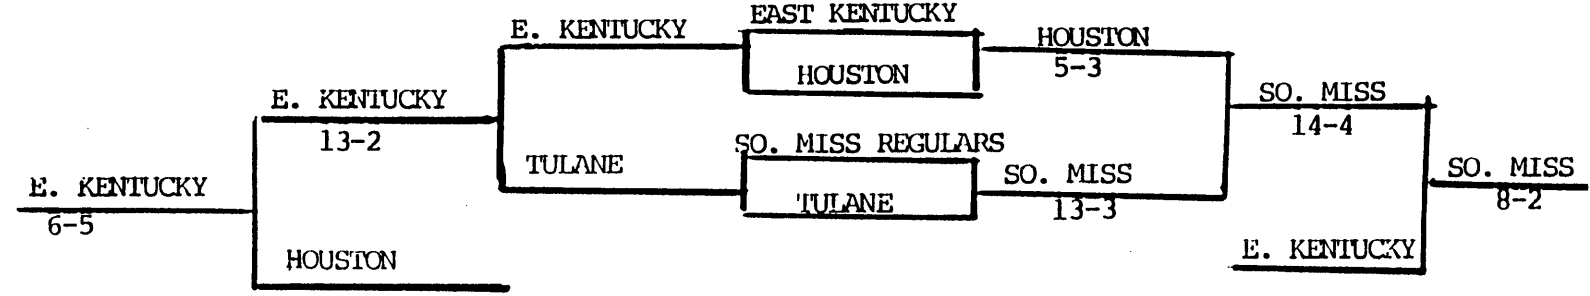 EAST KENTUCKY
E. KENTUCKY
HOUSTON
HOUSTON
5-3
E. KENTUCKY
13-2
SO. MISS
14-4
SO. MISS REGULARS
TULANE
SO. MISS
13-3
TULANE
E. KENTUCKY
6-5
SO. MISS
8-2
HOUSTON
E. KENTUCKY